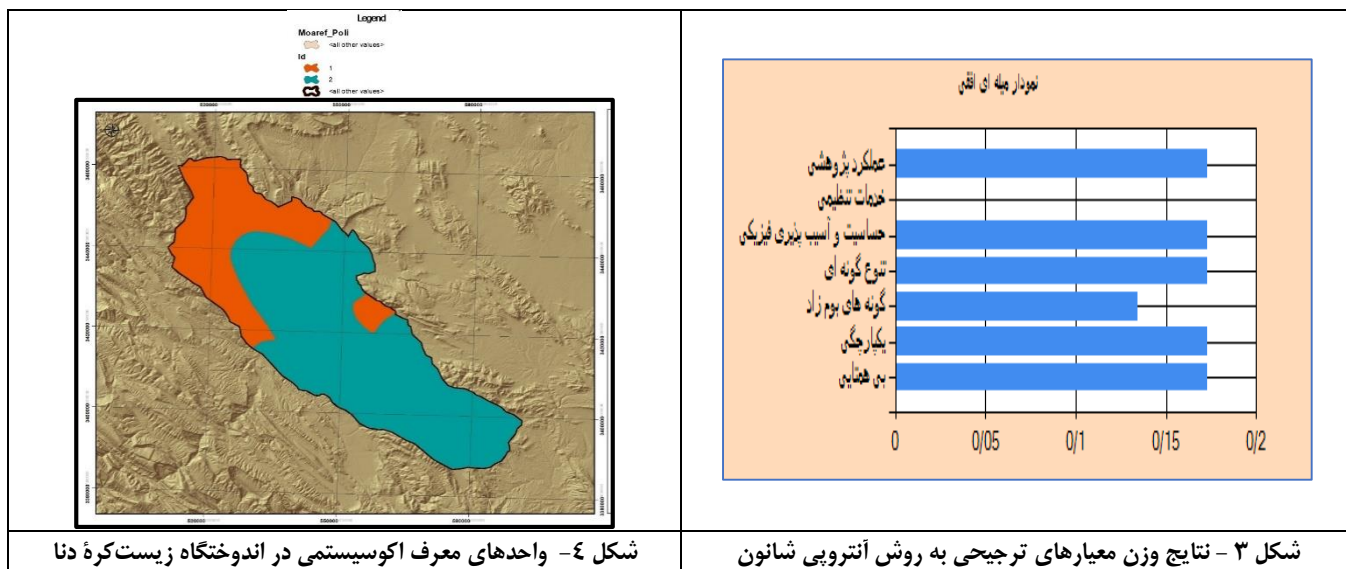 Legend
Moaref_Poli
<all other values>
Id
1
2
<all other values>
نمودار میله ای افقی
عملکرد پژوهشی
خدمات تنظیمی
حساسیت و آسیب پذیری فیزیکی
تنوع گونه ای
گونه های بوم زاد
یکپارچگی
بی همتایی
0 0/05 0/1 0/15 0/2
شکل ۳ - نتایج وزن معیارهای ترجیحی به روش آنتروپی شانون
شکل ٤- واحدهای معرف اکوسیستمی در اندوختگاه زیست‌کرۀ دنا